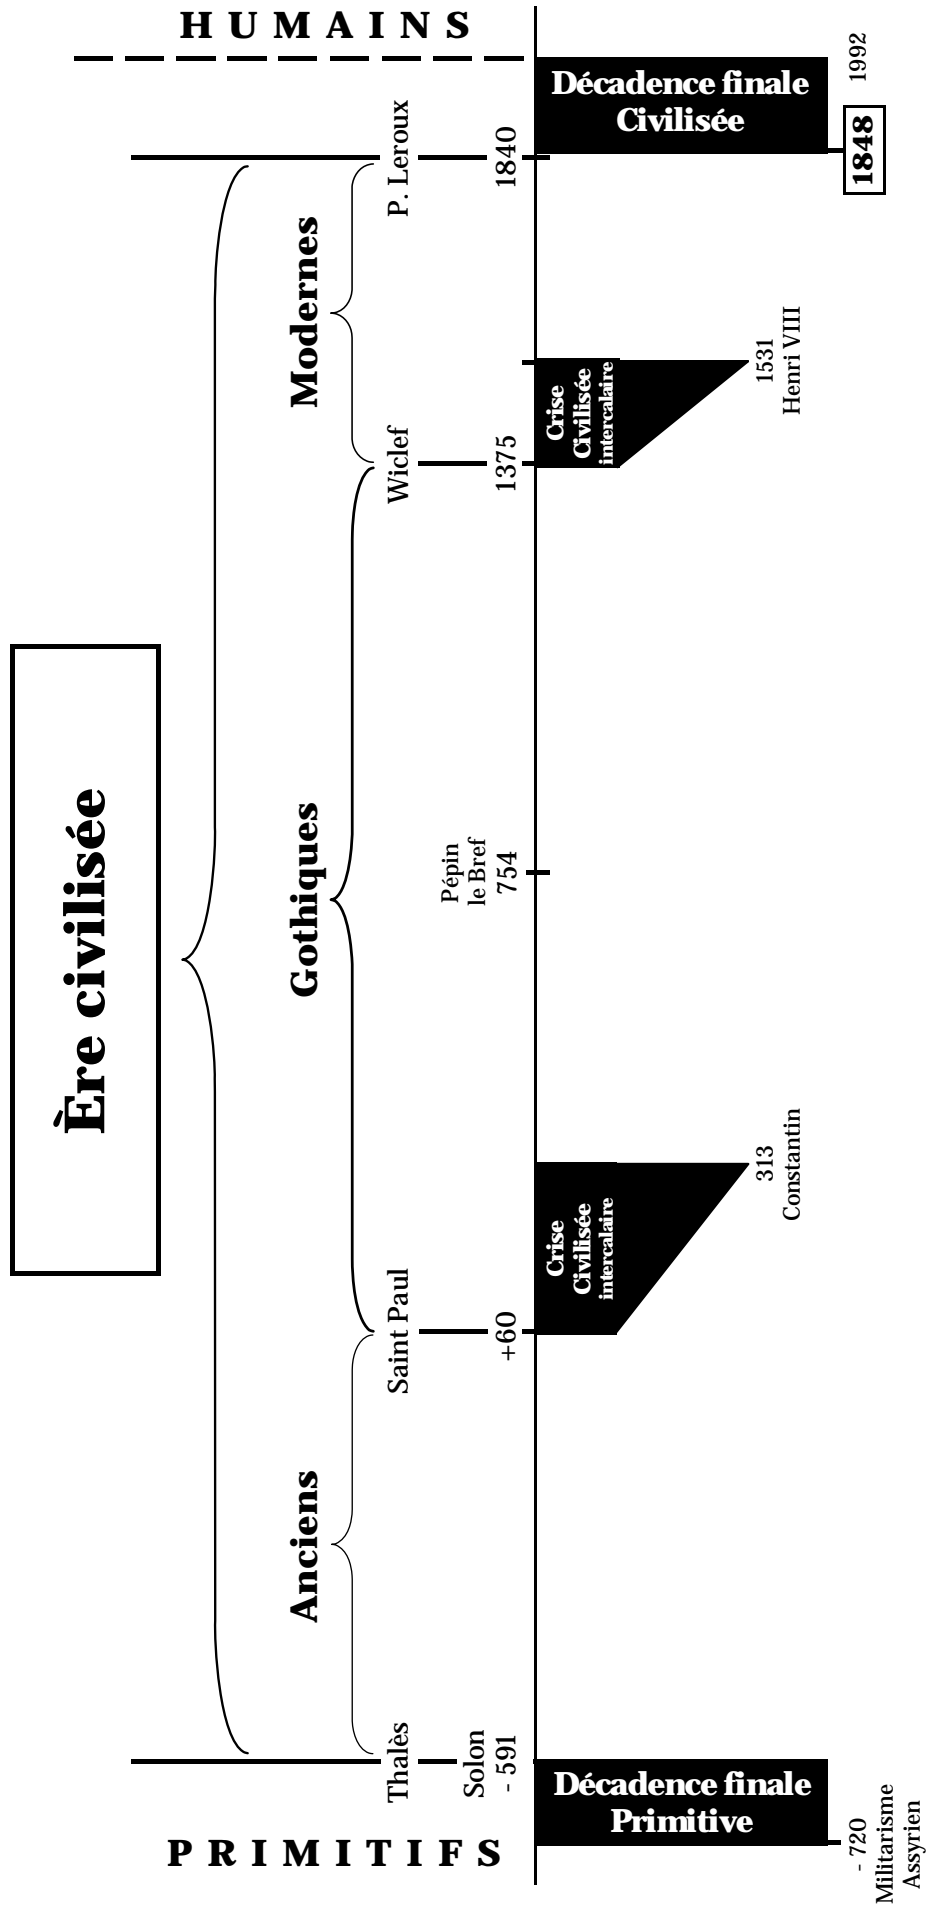 Ère civilisée
PRIMITIFS
HUMAINS
Anciens
Gothiques
Modernes
Thalès
Saint Paul
Wiclef
P. Leroux
Solon
- 591
+60
Pépin
le Bref
754
1375
1840
Décadence finale
Primitive
Crise
Civilisée
intercalaire
Crise
Civilisée
intercalaire
Décadence finale
Civilisée
- 720
Militarisme
Assyrien
313
Constantin
1531
Henri VIII
1848
1992